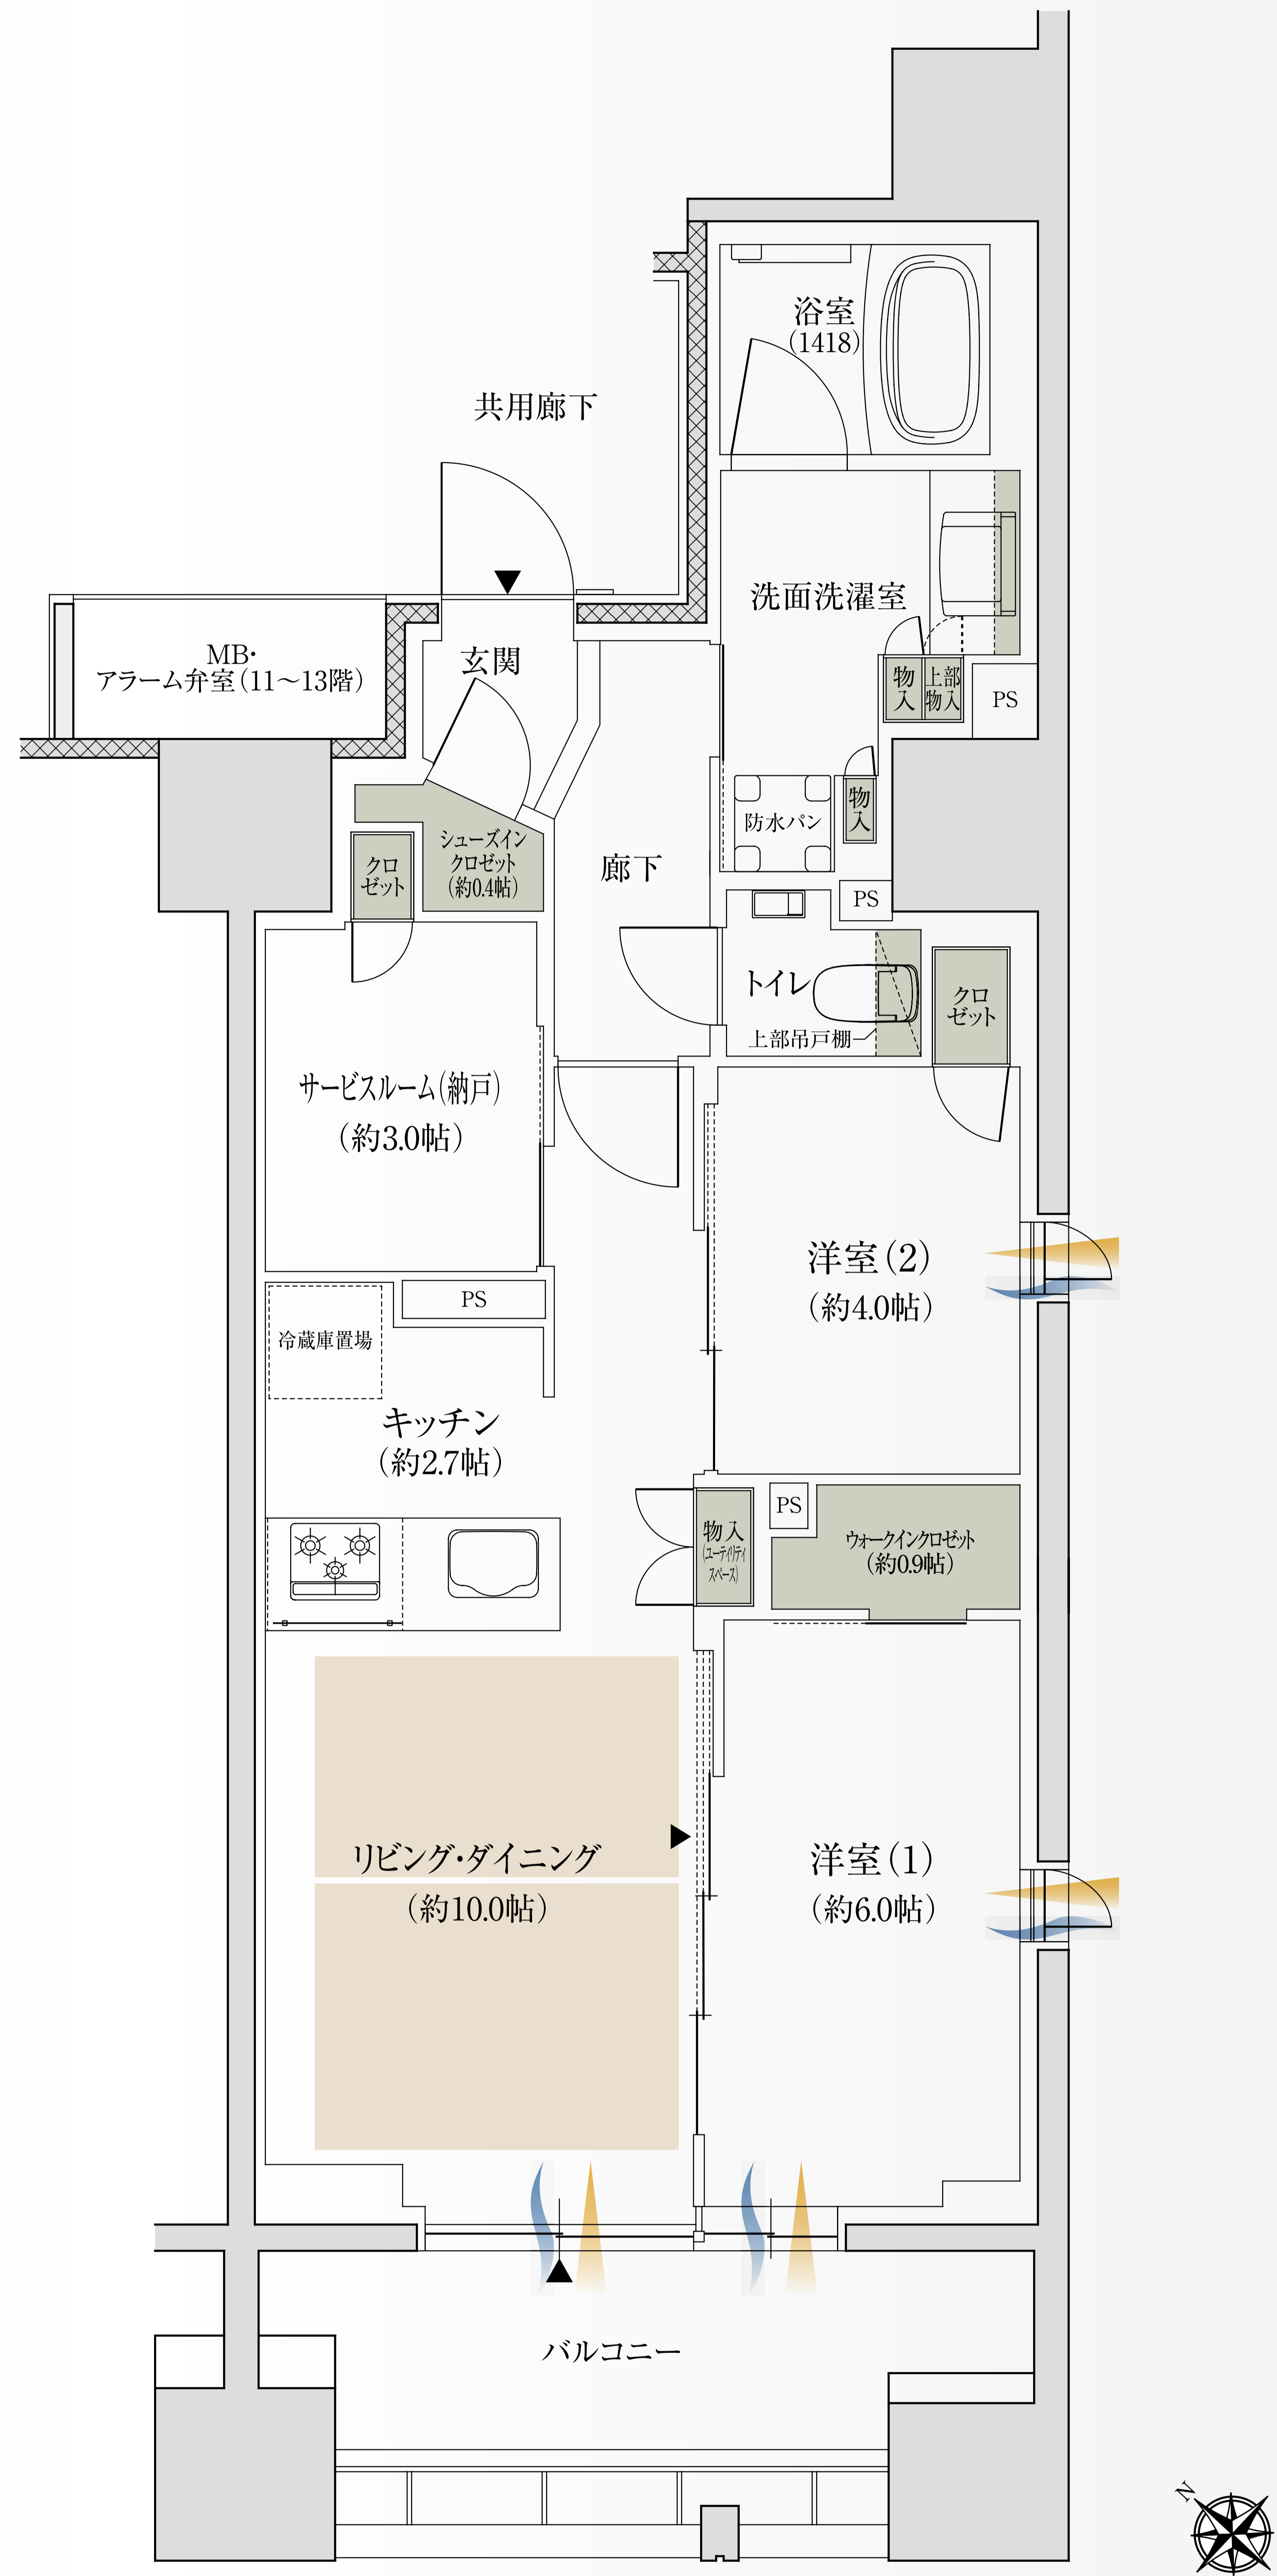 浴室
(1418)
共用廊下
洗面洗濯室
玄関
MB・
アラーム弁室(11～13階)
物入
上部
物入
PS
防水パン
物入
シューズイン
クロゼット
(約0.4帖)
クロ
ゼット
廊下
PS
トイレ
上部吊戸棚
クロ
ゼット
サービスルーム(納戸)
(約3.0帖)
洋室(2)
(約4.0帖)
PS
冷蔵庫置場
キッチン
(約2.7帖)
PS
物入
(ユーティリティ
スペース)
ウォークインクロゼット
(約0.9帖)
リビング・ダイニング
(約10.0帖)
洋室(1)
(約6.0帖)
バルコニー
N